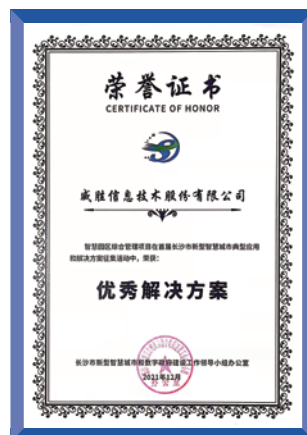 荣誉证书
CERTIFICATE OF HONOR
威胜信息技术股份有限公司
智慧园区综合管理项目在首届长沙市新型智慧城市典型应用
和解决方案征集活动中，荣获：
优秀解决方案
长沙市新型智慧城市和数字政府建设工作领导小组办公室
2021年12月